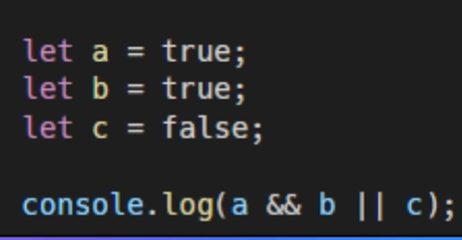 let a = true;
let b = true;
let c = false;
console.log(a && b || c);